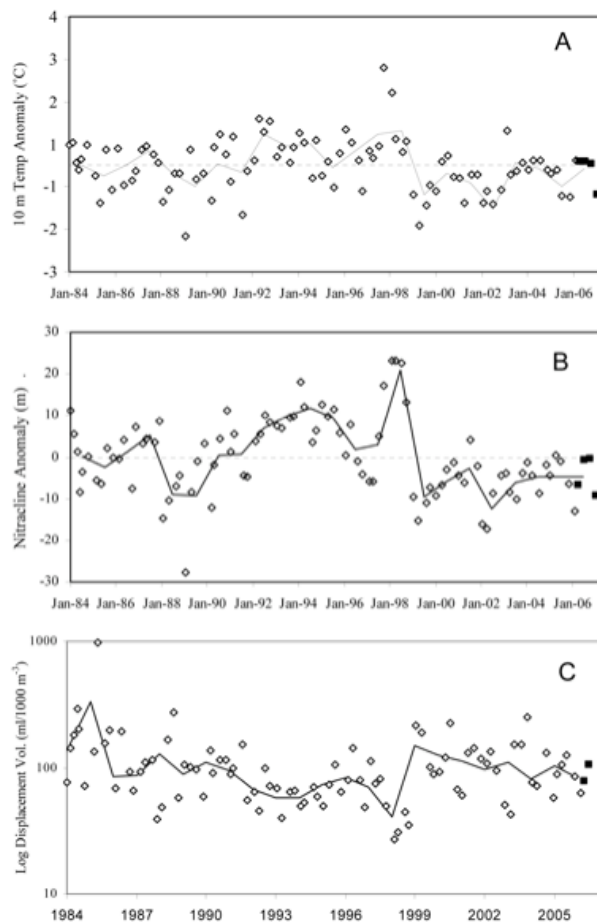 A
10 m Temp Anomaly (°C)
4
3
2
1
0
-1
-2
-3
Jan-84 Jan-86 Jan-88 Jan-90 Jan-92 Jan-94 Jan-96 Jan-98 Jan-00 Jan-02 Jan-04 Jan-06
B
Nitracline Anomaly (m) .
30
20
10
0
-10
-20
-30
Jan-84 Jan-86 Jan-88 Jan-90 Jan-92 Jan-94 Jan-96 Jan-98 Jan-00 Jan-02 Jan-04 Jan-06
C
Log Displacement Vol. (ml/1000 m⁻³)
1000
100
10
1984 1987 1990 1993 1996 1999 2002 2005